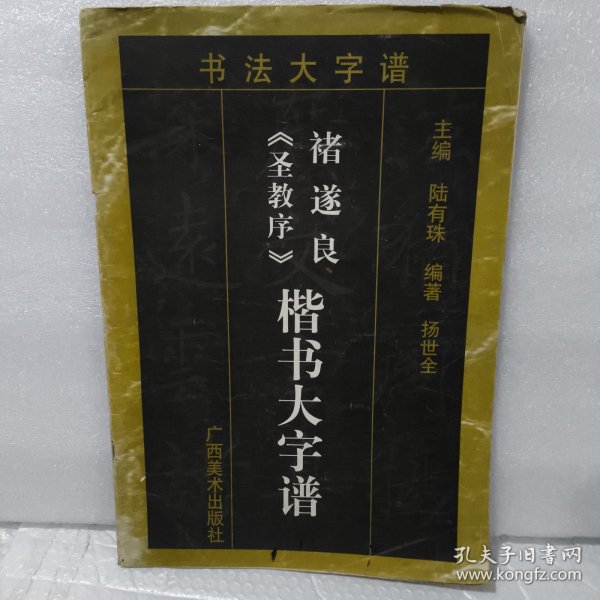 书法大字谱
主编 陆有珠 编著 扬世全
褚遂良
《圣教序》
楷书大字谱
广西美术出版社
孔夫子旧书网
www.kongfz.com